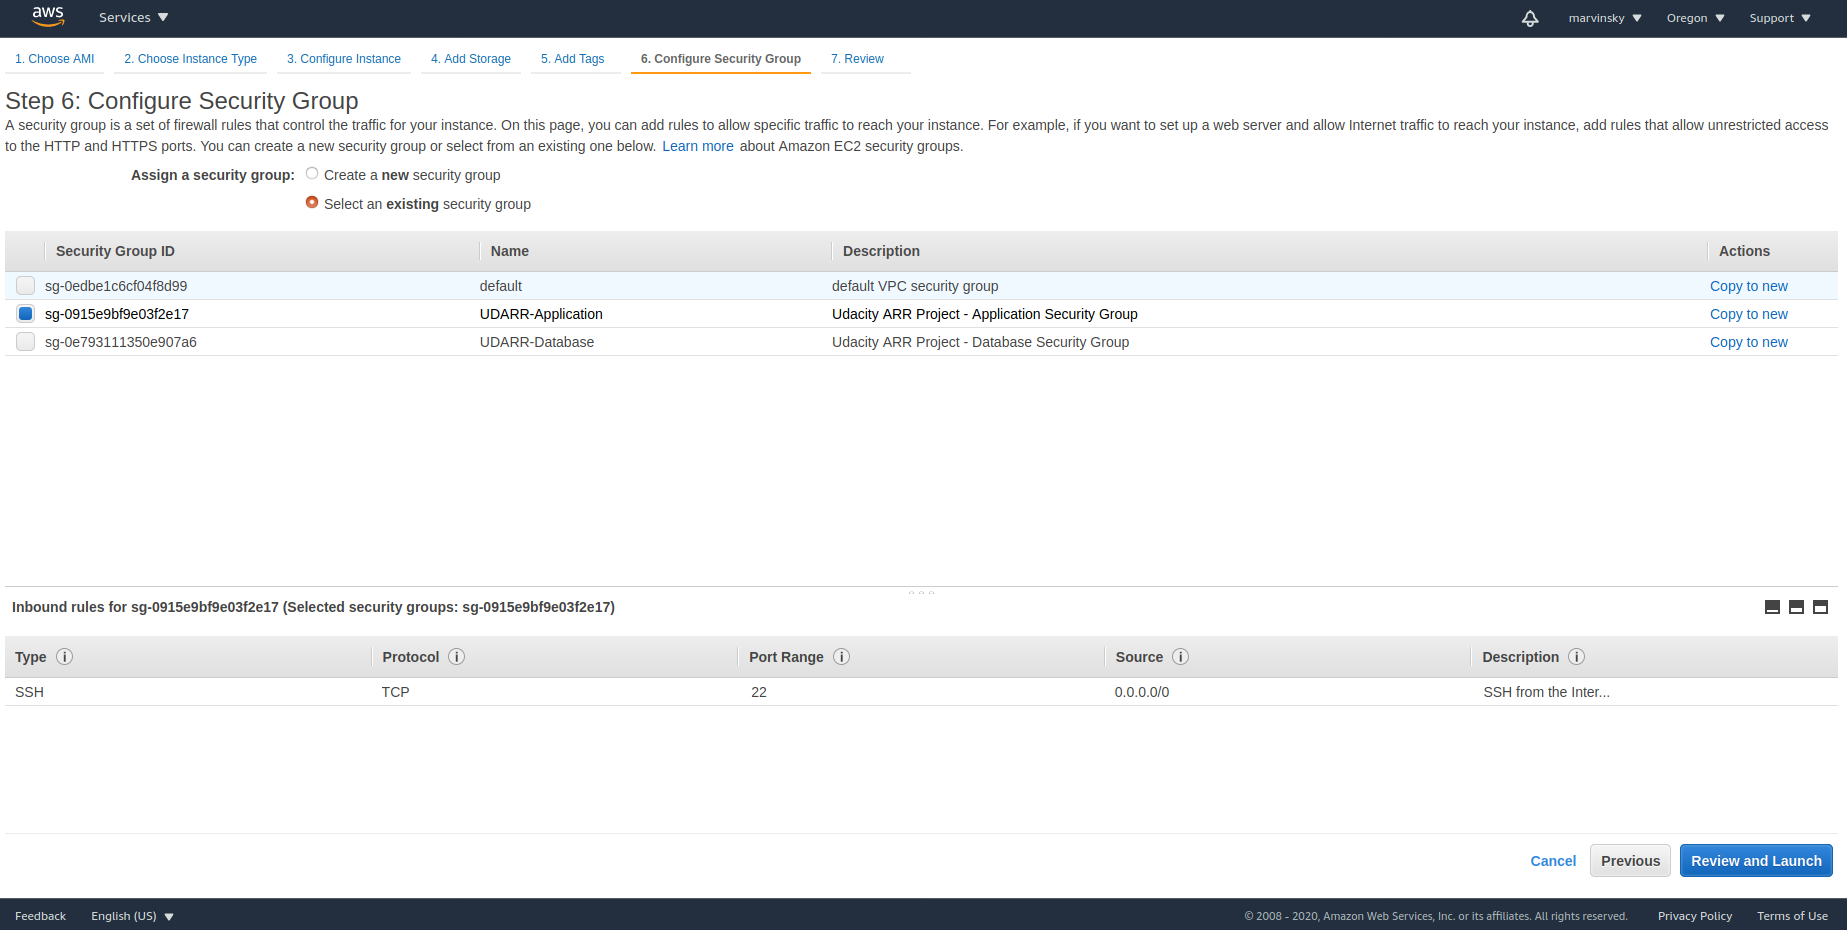 aws Services marvinsky Oregon Support
1. Choose AMI 2. Choose Instance Type 3. Configure Instance 4. Add Storage 5. Add Tags 6. Configure Security Group 7. Review
Step 6: Configure Security Group
A security group is a set of firewall rules that control the traffic for your instance. On this page, you can add rules to allow specific traffic to reach your instance. For example, if you want to set up a web server and allow Internet traffic to reach your instance, add rules that allow unrestricted access
to the HTTP and HTTPS ports. You can create a new security group or select from an existing one below. Learn more about Amazon EC2 security groups.
Assign a security group: Create a new security group
Select an existing security group
Security Group ID Name Description Actions
sg-0edbe1c6cf04f8d99 default default VPC security group Copy to new
sg-0915e9bf9e03f2e17 UDARR-Application Udacity ARR Project - Application Security Group Copy to new
sg-0e793111350e907a6 UDARR-Database Udacity ARR Project - Database Security Group Copy to new
Inbound rules for sg-0915e9bf9e03f2e17 (Selected security groups: sg-0915e9bf9e03f2e17)
Type i Protocol i Port Range i Source i Description i
SSH TCP 22 0.0.0.0/0 SSH from the Inter...
Cancel Previous Review and Launch
Feedback English (US) © 2008 - 2020, Amazon Web Services, Inc. or its affiliates. All rights reserved. Privacy Policy Terms of Use